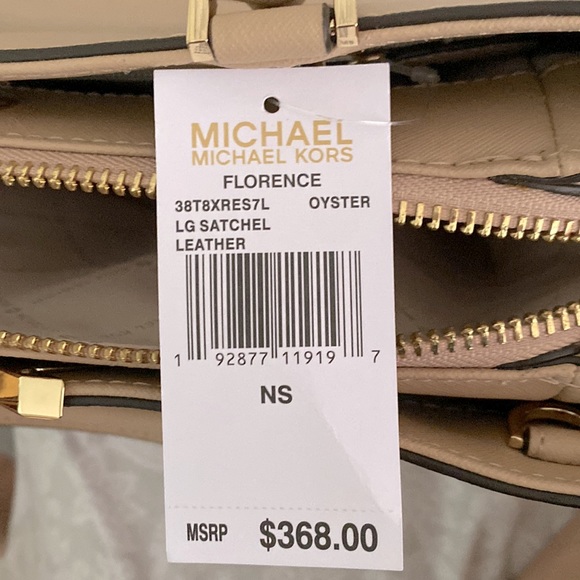 MICHAEL
MICHAEL KORS
FLORENCE
38T8XRES7L OYSTER
LG SATCHEL
LEATHER
1 92877 11919 7
NS
MSRP $368.00